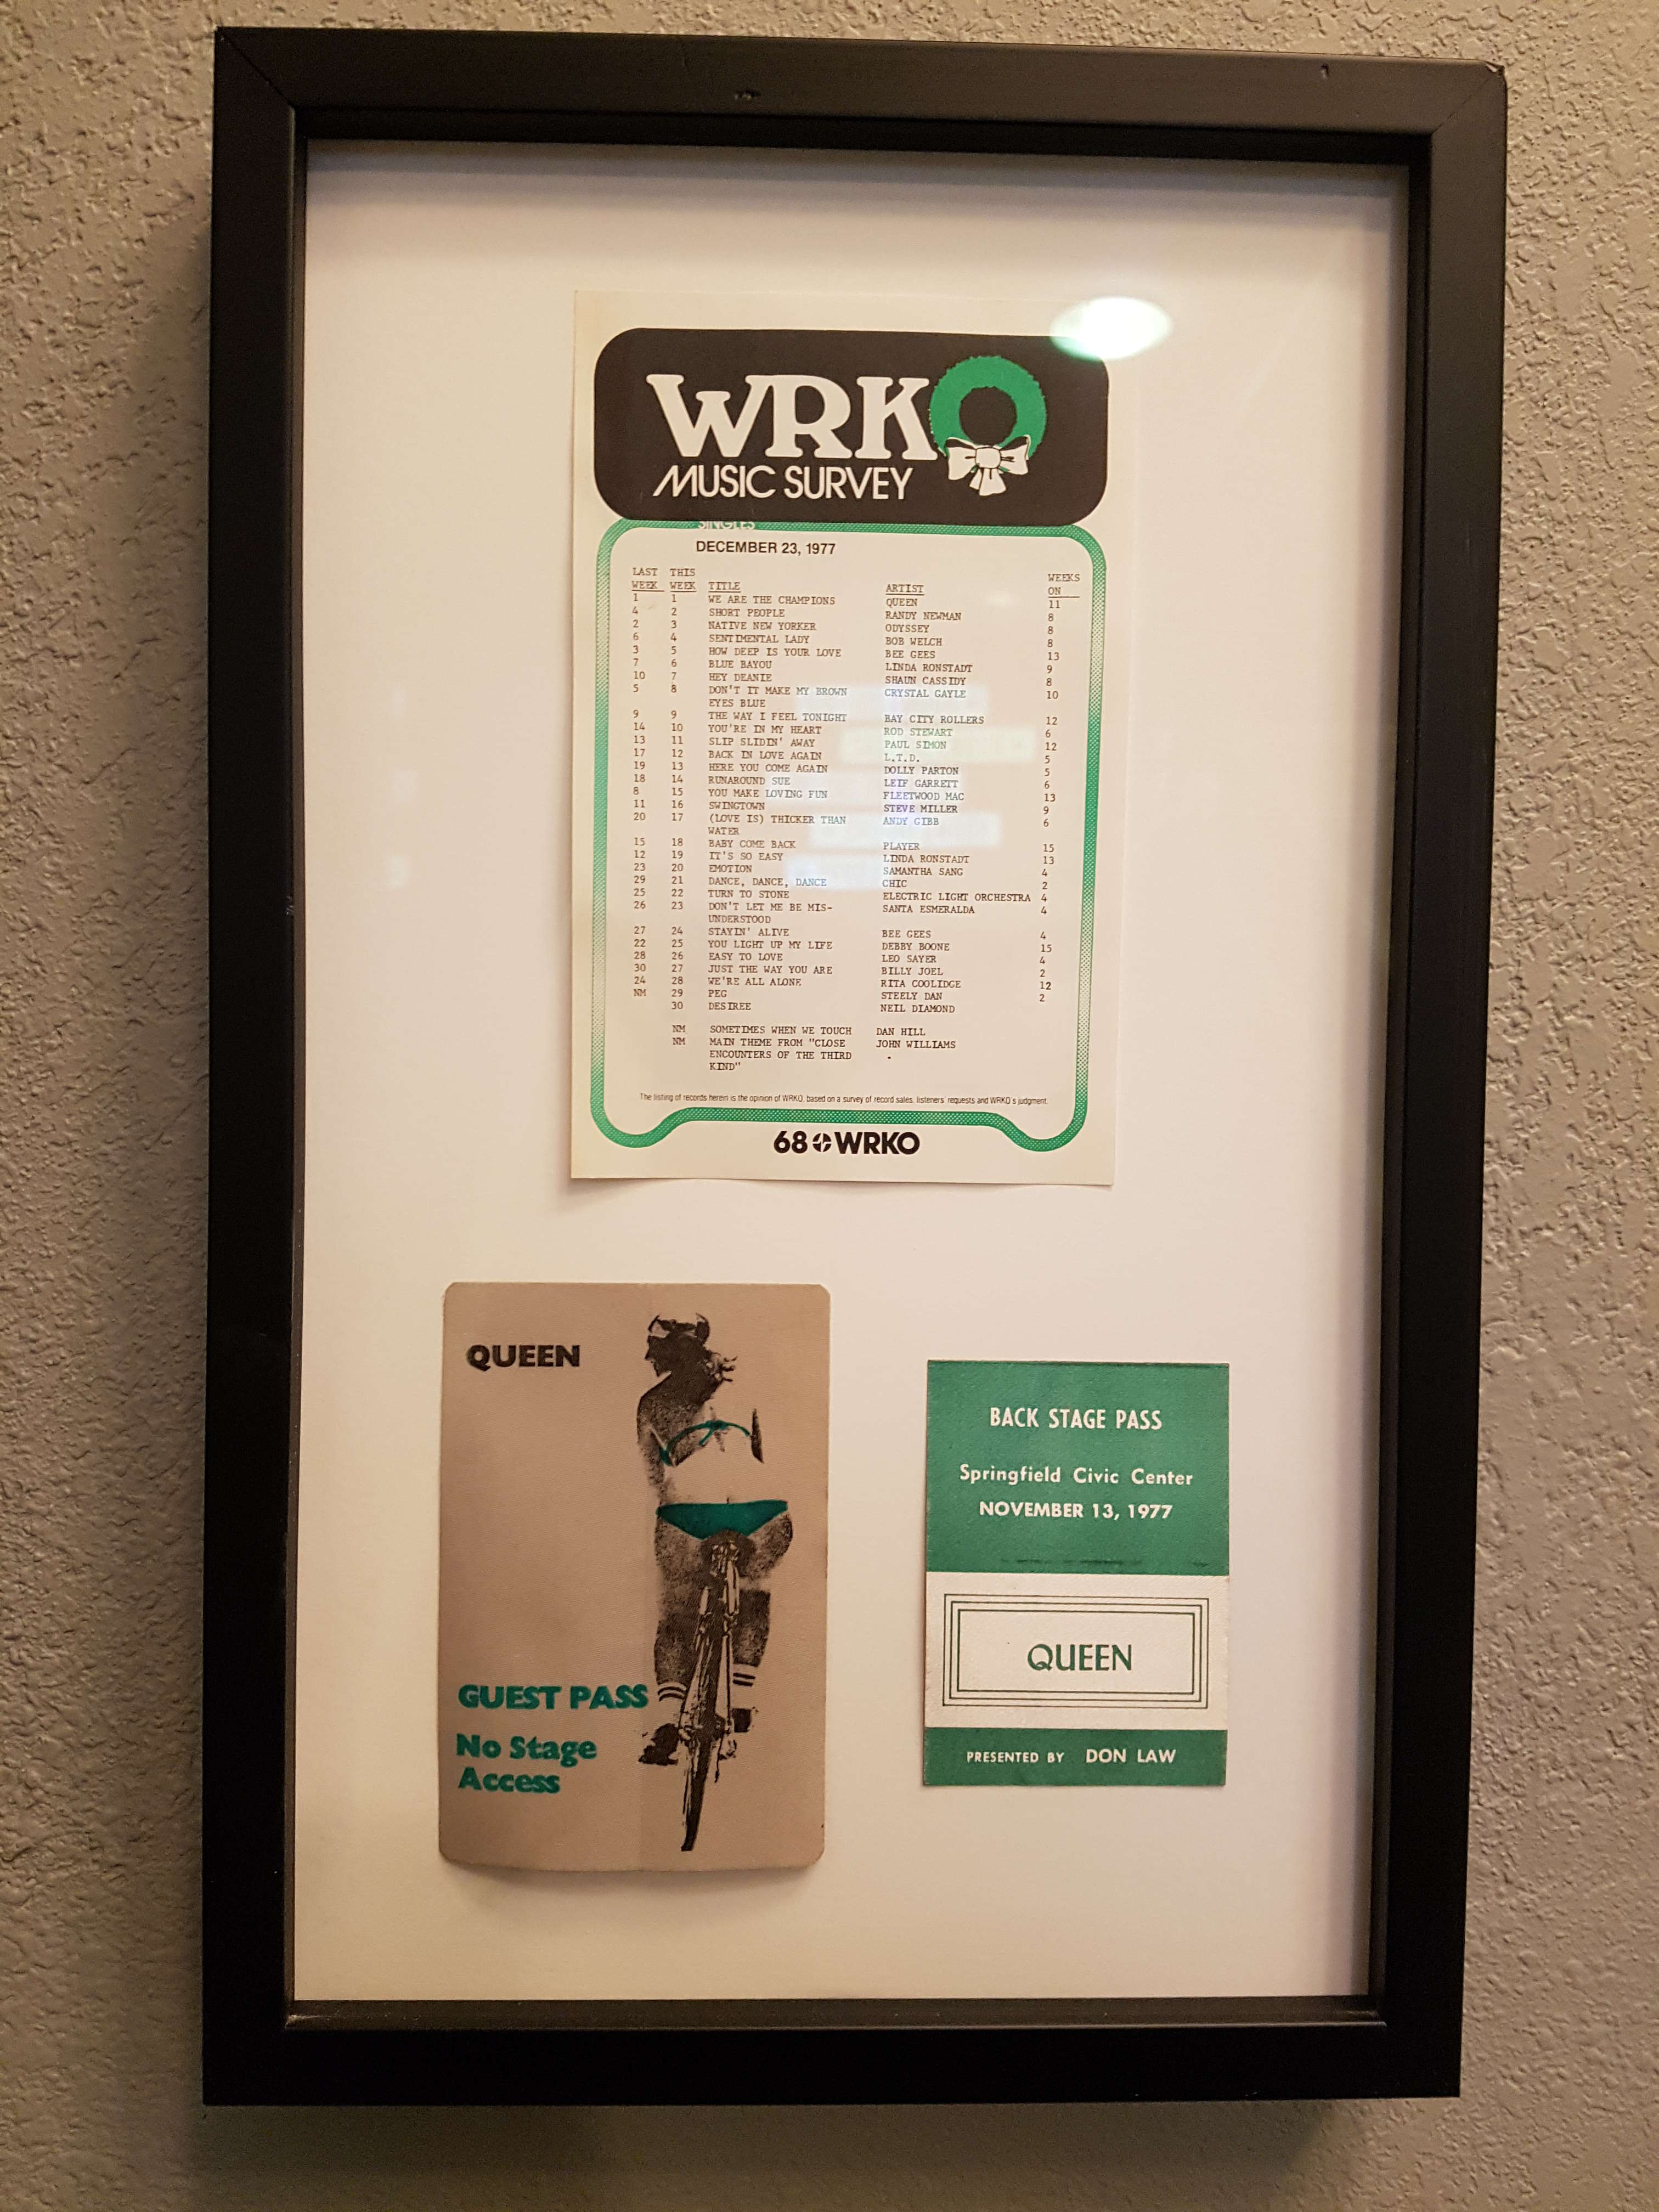 WRKO
MUSIC SURVEY
SINGLES
DECEMBER 23, 1977
LAST THIS WEEKS
WEEK WEEK TITLE ARTIST ON
1 1 WE ARE THE CHAMPIONS QUEEN 11
4 2 SHORT PEOPLE RANDY NEWMAN 8
2 3 NATIVE NEW YORKER ODYSSEY 8
6 4 SENTIMENTAL LADY BOB WELCH 8
3 5 HOW DEEP IS YOUR LOVE BEE GEES 13
7 6 BLUE BAYOU LINDA RONSTADT 9
10 7 HEY DEANIE SHAUN CASSIDY 8
5 8 DON'T IT MAKE MY BROWN CRYSTAL GAYLE 10
EYES BLUE
9 9 THE WAY I FEEL TONIGHT BAY CITY ROLLERS 12
14 10 YOU'RE IN MY HEART ROD STEWART 6
13 11 SLIP SLIDIN' AWAY PAUL SIMON 12
17 12 BACK IN LOVE AGAIN L.T.D. 5
19 13 HERE YOU COME AGAIN DOLLY PARTON 5
18 14 RUNAROUND SUE LEIF GARRETT 6
8 15 YOU MAKE LOVING FUN FLEETWOOD MAC 13
11 16 SWINGTOWN STEVE MILLER 9
20 17 (LOVE IS) THICKER THAN ANDY GIBB 6
WATER
15 18 BABY COME BACK PLAYER 15
12 19 IT'S SO EASY LINDA RONSTADT 13
23 20 EMOTION SAMANTHA SANG 4
29 21 DANCE, DANCE, DANCE CHIC 2
25 22 TURN TO STONE ELECTRIC LIGHT ORCHESTRA 4
26 23 DON'T LET ME BE MIS- SANTA ESMERALDA 4
UNDERSTOOD
27 24 STAYIN' ALIVE BEE GEES 4
22 25 YOU LIGHT UP MY LIFE DEBBY BOONE 15
28 26 EASY TO LOVE LEO SAYER 4
30 27 JUST THE WAY YOU ARE BILLY JOEL 2
24 28 WE'RE ALL ALONE RITA COOLIDGE 12
NM 29 PEG STEELY DAN 2
30 DESIREE NEIL DIAMOND
NM SOMETIMES WHEN WE TOUCH DAN HILL
NM MAIN THEME FROM "CLOSE JOHN WILLIAMS
ENCOUNTERS OF THE THIRD
KIND"
The listing of records herein is the opinion of WRKO, based on a survey of record sales, listeners' requests and WRKO's judgment.
68 WRKO
QUEEN
GUEST PASS
No Stage
Access
BACK STAGE PASS
Springfield Civic Center
NOVEMBER 13, 1977
QUEEN
PRESENTED BY DON LAW